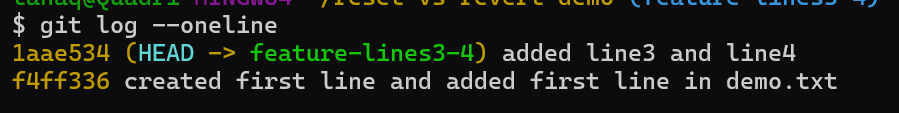 $ git log --oneline
1aae534 (HEAD -> feature-lines3-4) added line3 and line4
f4ff336 created first line and added first line in demo.txt